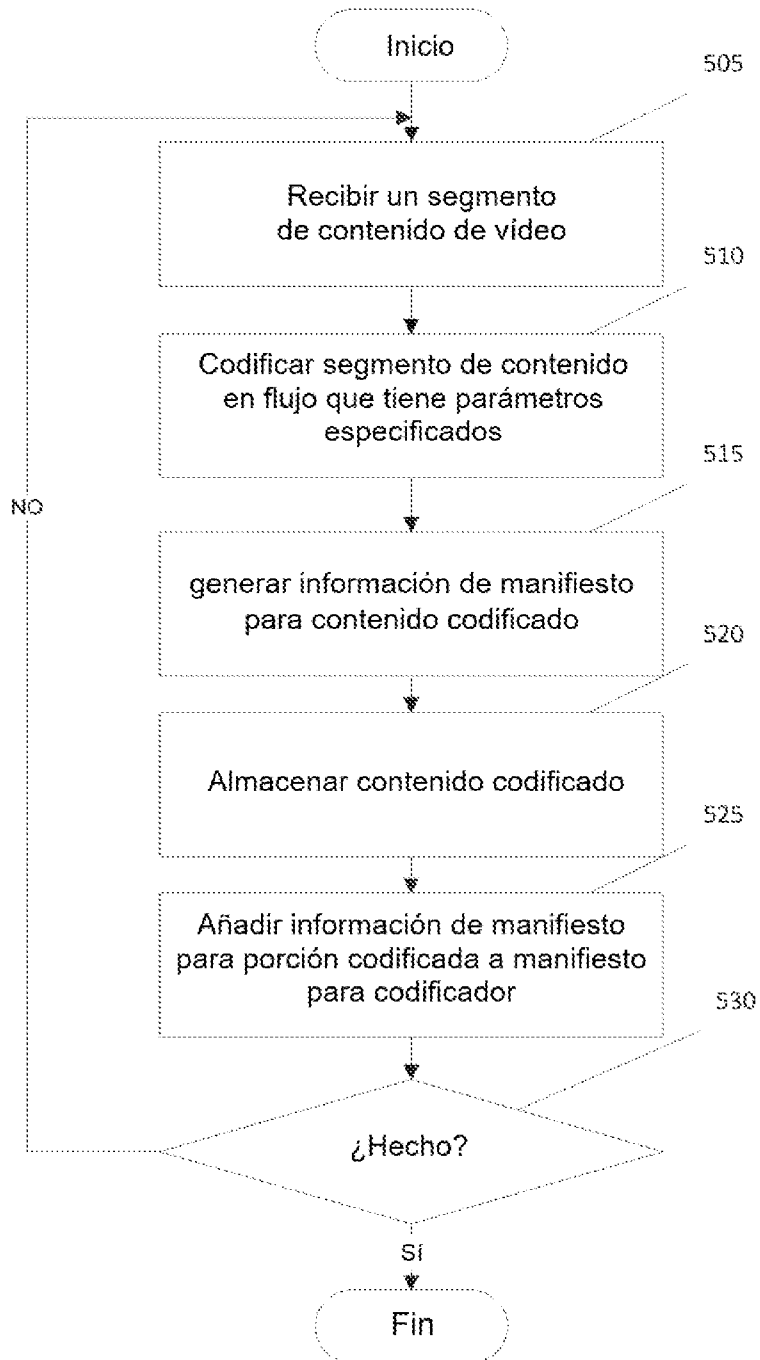 Inicio
505
Recibir un segmento
de contenido de vídeo
510
Codificar segmento de contenido
en flujo que tiene parámetros
especificados
515
NO
generar información de manifiesto
para contenido codificado
520
Almacenar contenido codificado
525
Añadir información de manifiesto
para porción codificada a manifiesto
para codificador
530
¿Hecho?
Sí
Fin